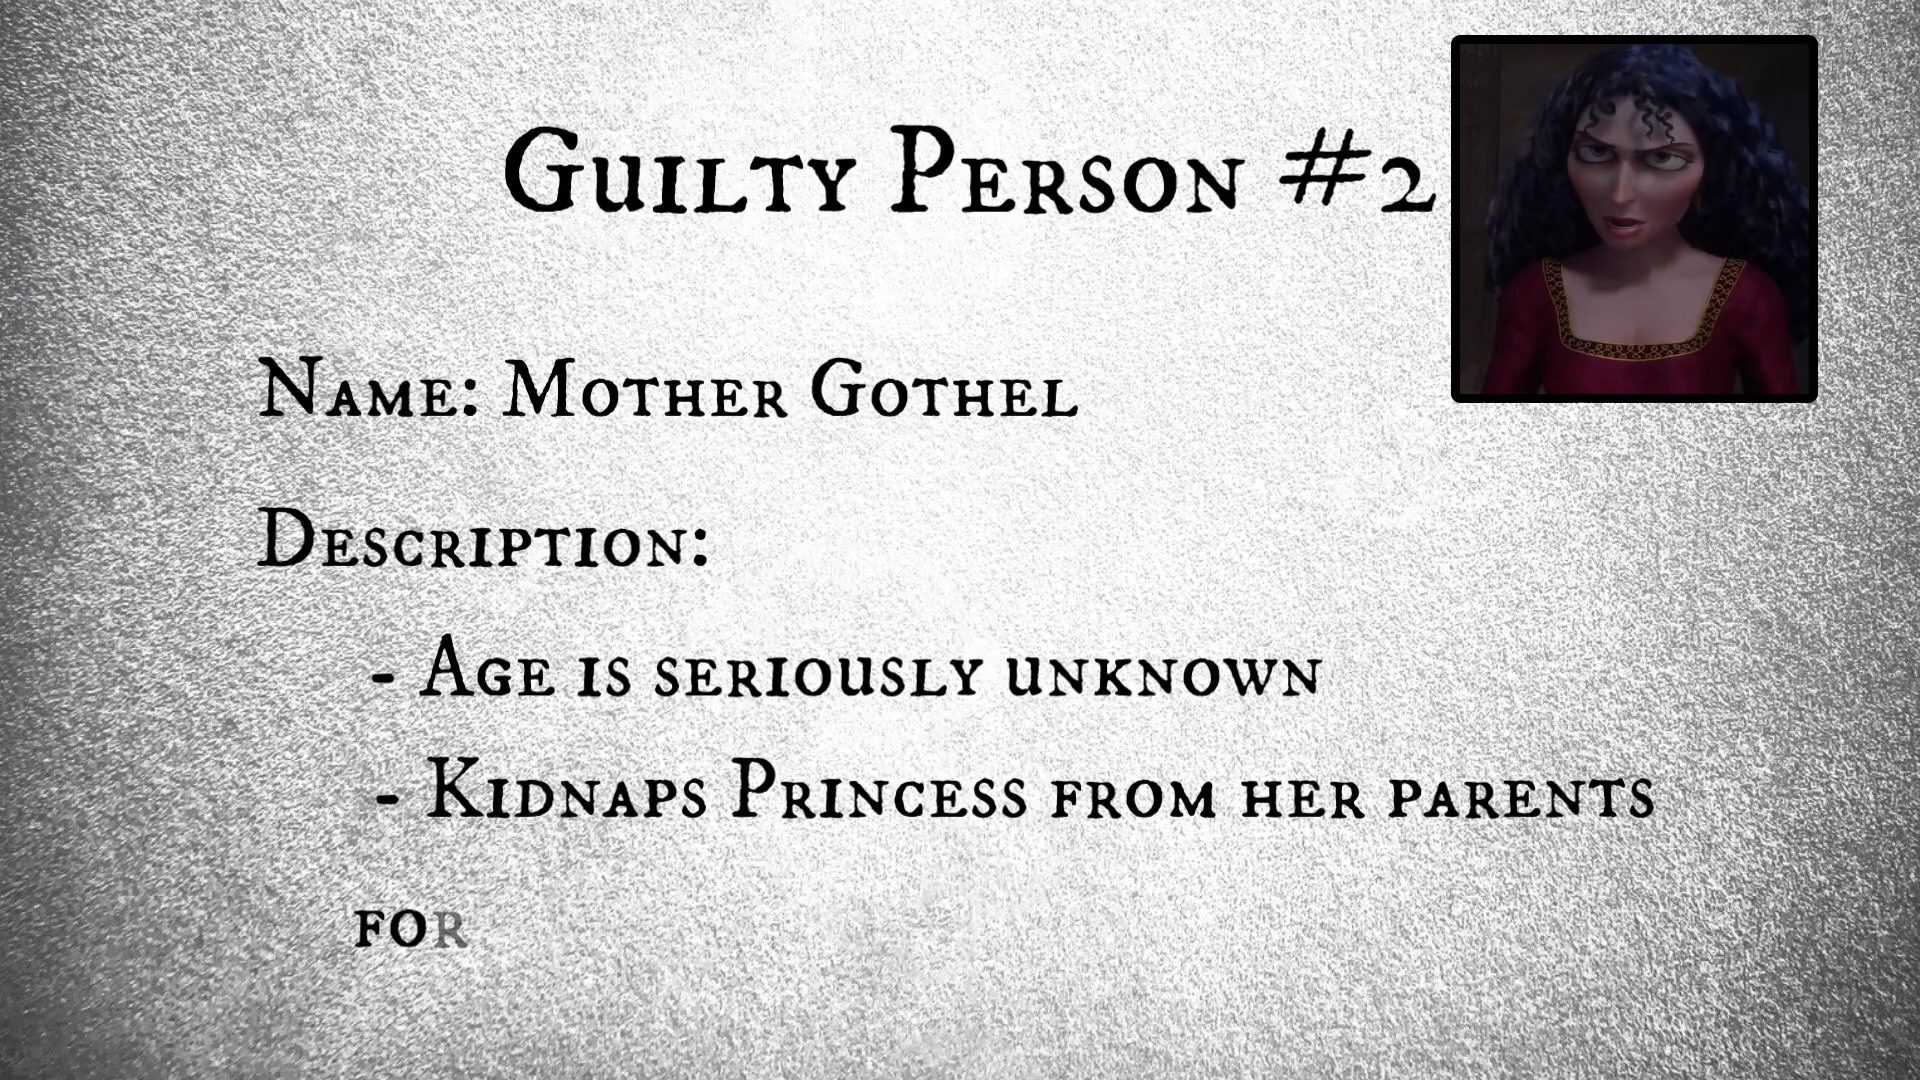 Guilty Person #2
Name: Mother Gothel
Description:
- Age is seriously unknown
- Kidnaps Princess from her parents
for